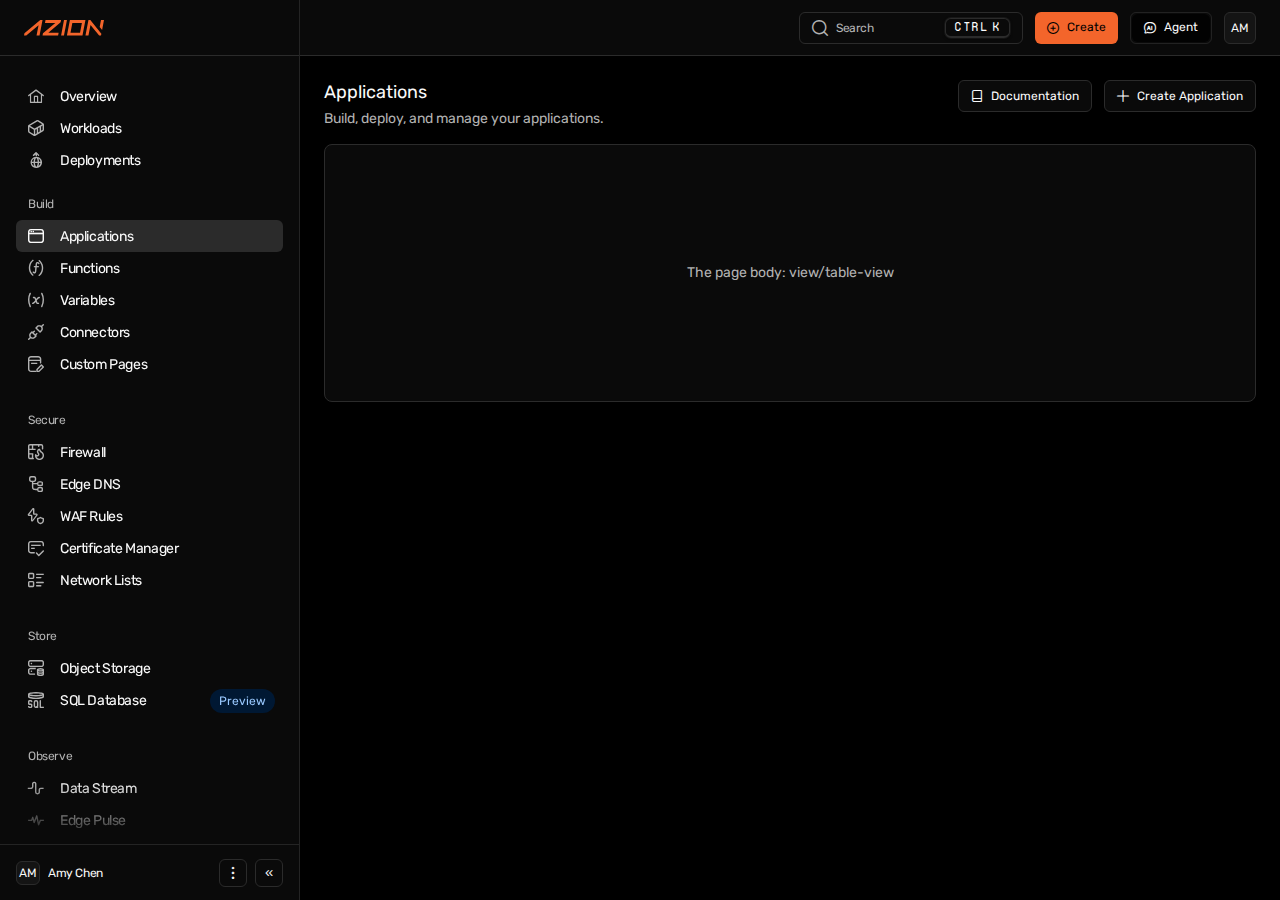 AZION
Search
CTRL K
Create
Agent
AM
Overview
Workloads
Deployments
Build
Applications
Functions
Variables
Connectors
Custom Pages
Secure
Firewall
Edge DNS
WAF Rules
Certificate Manager
Network Lists
Store
Object Storage
SQL Database
Preview
Observe
Data Stream
Edge Pulse
AM
Amy Chen
Applications
Build, deploy, and manage your applications.
Documentation
Create Application
The page body: view/table-view